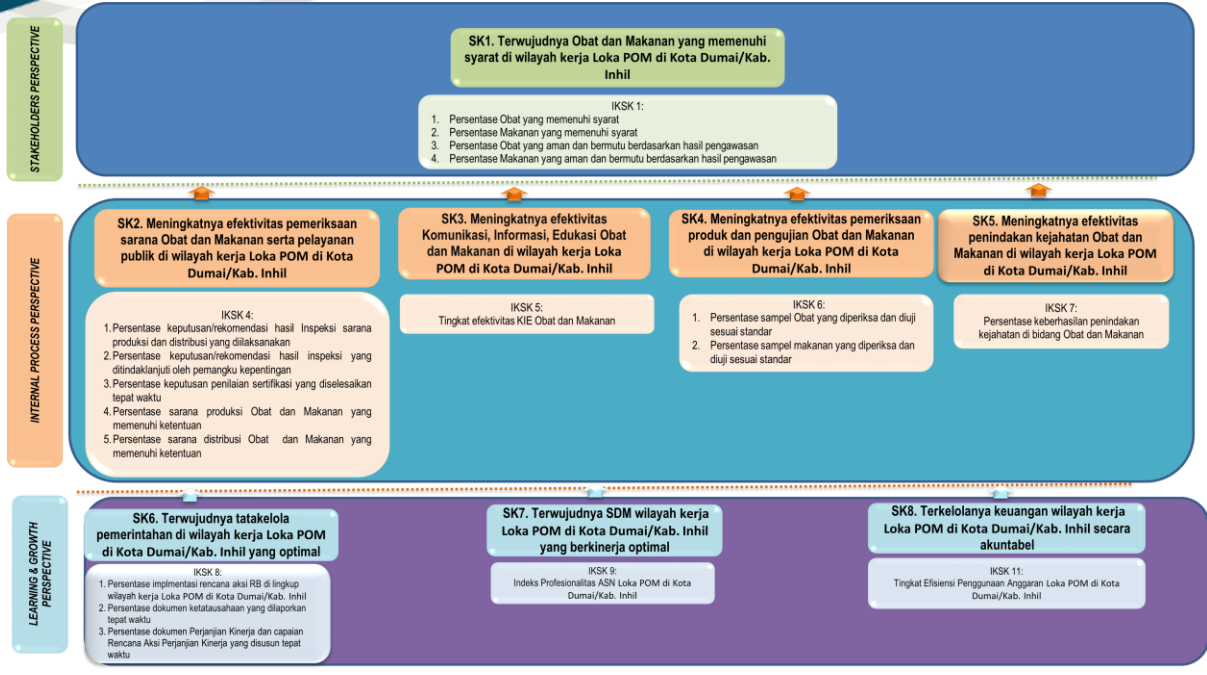 STAKEHOLDERS PERSPECTIVE
SK1. Terwujudnya Obat dan Makanan yang memenuhi
syarat di wilayah kerja Loka POM di Kota Dumai/Kab.
Inhil
IKSK 1:
1. Persentase Obat yang memenuhi syarat
2. Persentase Makanan yang memenuhi syarat
3. Persentase Obat yang aman dan bermutu berdasarkan hasil pengawasan
4. Persentase Makanan yang aman dan bermutu berdasarkan hasil pengawasan
INTERNAL PROCESS PERSPECTIVE
SK2. Meningkatnya efektivitas pemeriksaan
sarana Obat dan Makanan serta pelayanan
publik di wilayah kerja Loka POM di Kota
Dumai/Kab. Inhil
IKSK 4:
1. Persentase keputusan/rekomendasi hasil Inspeksi sarana
produksi dan distribusi yang diilaksanakan
2. Persentase keputusan/rekomendasi hasil inspeksi yang
ditindaklanjuti oleh pemangku kepentingan
3. Persentase keputusan penilaian sertifikasi yang diselesaikan
tepat waktu
4. Persentase sarana produksi Obat dan Makanan yang
memenuhi ketentuan
5. Persentase sarana distribusi Obat dan Makanan yang
memenuhi ketentuan
SK3. Meningkatnya efektivitas
Komunikasi, Informasi, Edukasi Obat
dan Makanan di wilayah kerja Loka
POM di Kota Dumai/Kab. Inhil
IKSK 5:
Tingkat efektivitas KIE Obat dan Makanan
SK4. Meningkatnya efektivitas pemeriksaan
produk dan pengujian Obat dan Makanan
di wilayah kerja Loka POM di Kota
Dumai/Kab. Inhil
IKSK 6:
1. Persentase sampel Obat yang diperiksa dan diuji
sesuai standar
2. Persentase sampel makanan yang diperiksa dan
diuji sesuai standar
SK5. Meningkatnya efektivitas
penindakan kejahatan Obat dan
Makanan di wilayah kerja Loka POM
di Kota Dumai/Kab. Inhil
IKSK 7:
Persentase keberhasilan penindakan
kejahatan di bidang Obat dan Makanan
LEARNING & GROWTH
PERSPECTIVE
SK6. Terwujudnya tatakelola
pemerintahan di wilayah kerja Loka POM
di Kota Dumai/Kab. Inhil yang optimal
IKSK 8:
1. Persentase implmentasi rencana aksi RB di lingkup
wilayah kerja Loka POM di Kota Dumai/Kab. Inhil
2. Persentase dokumen ketatausahaan yang dilaporkan
tepat waktu
3. Persentase dokumen Perjanjian Kinerja dan capaian
Rencana Aksi Perjanjian Kinerja yang disusun tepat
waktu
SK7. Terwujudnya SDM wilayah kerja
Loka POM di Kota Dumai/Kab. Inhil
yang berkinerja optimal
IKSK 9:
Indeks Profesionalitas ASN Loka POM di Kota
Dumai/Kab. Inhil
SK8. Terkelolanya keuangan wilayah kerja
Loka POM di Kota Dumai/Kab. Inhil secara
akuntabel
IKSK 11:
Tingkat Efisiensi Penggunaan Anggaran Loka POM di Kota
Dumai/Kab. Inhil